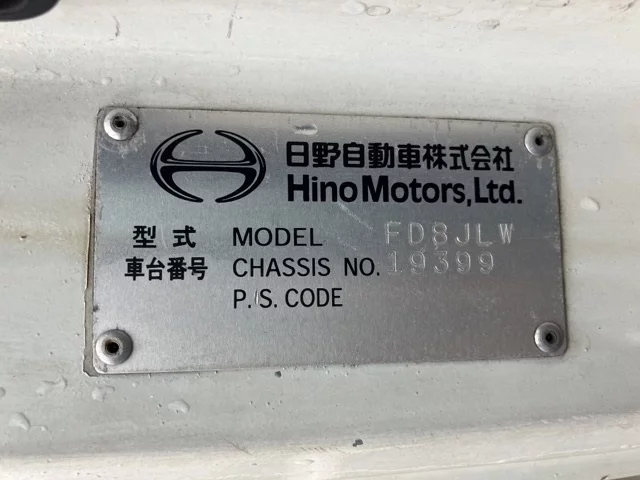 日野自動車株式会社
Hino Motors, Ltd.
型式 MODEL FD8JLW
車台番号 CHASSIS NO. 19399
P.S. CODE